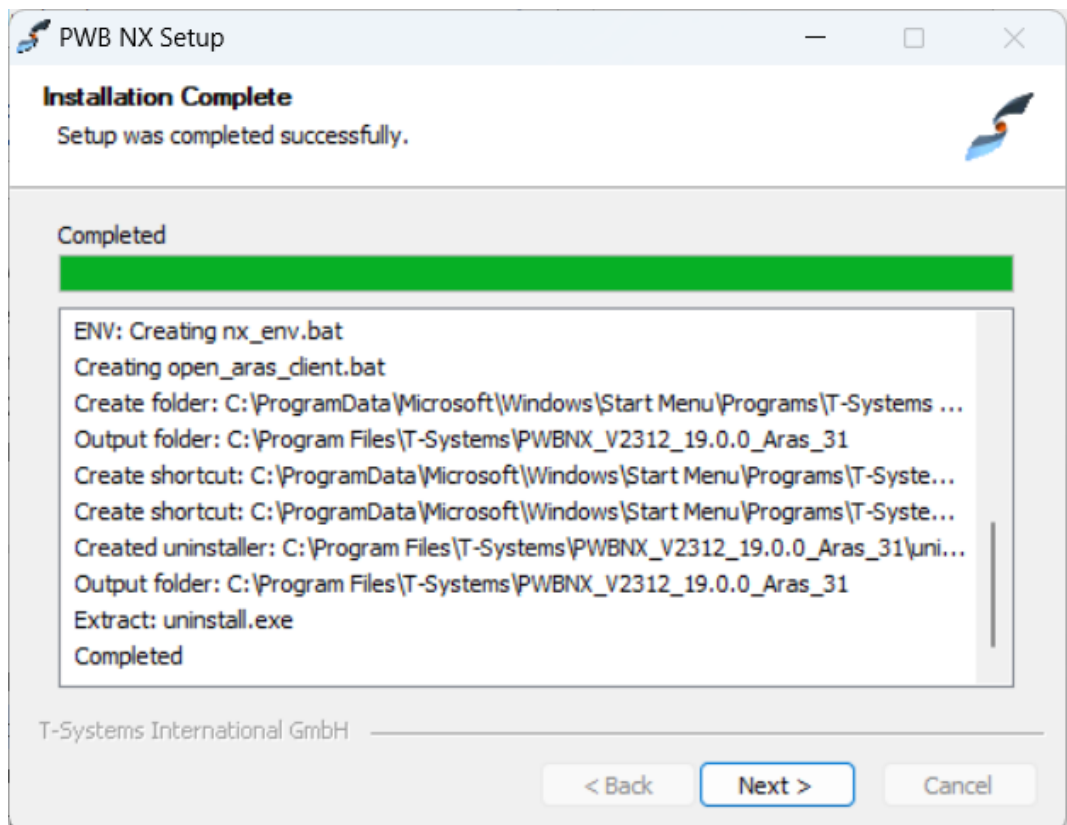 PWB NX Setup
Installation Complete
Setup was completed successfully.
Completed
ENV: Creating nx_env.bat
Creating open_aras_client.bat
Create folder: C:\ProgramData\Microsoft\Windows\Start Menu\Programs\T-Systems ...
Output folder: C:\Program Files\T-Systems\PWBNX_V2312_19.0.0_Aras_31
Create shortcut: C:\ProgramData\Microsoft\Windows\Start Menu\Programs\T-Syste...
Create shortcut: C:\ProgramData\Microsoft\Windows\Start Menu\Programs\T-Syste...
Created uninstaller: C:\Program Files\T-Systems\PWBNX_V2312_19.0.0_Aras_31\uni...
Output folder: C:\Program Files\T-Systems\PWBNX_V2312_19.0.0_Aras_31
Extract: uninstall.exe
Completed
T-Systems International GmbH
< Back Next > Cancel